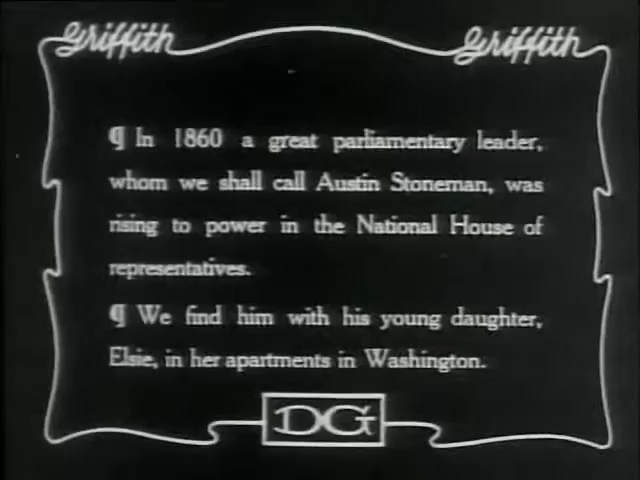 Griffith Griffith
¶ In 1860 a great parliamentary leader,
whom we shall call Austin Stoneman, was
rising to power in the National House of
representatives.
¶ We find him with his young daughter,
Elsie, in her apartments in Washington.
DG